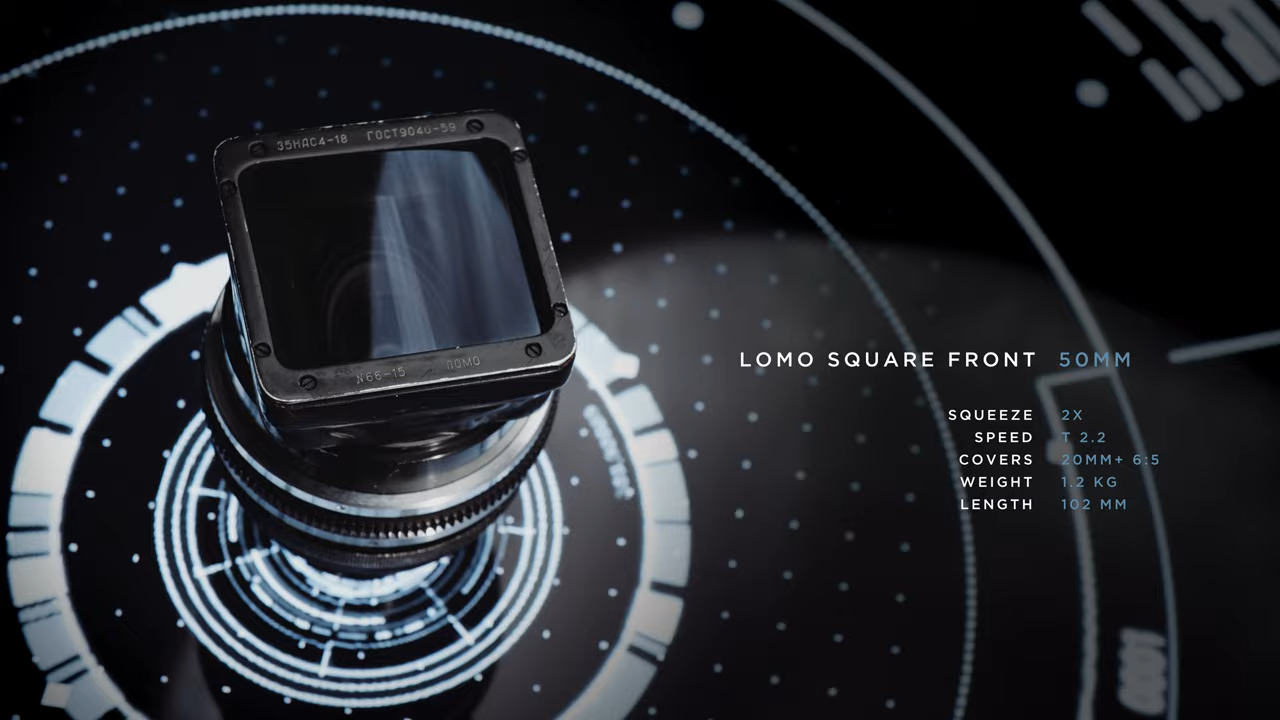 35НАС4-18 ГОСТ9040-59
N66-15 ЛОМО
LOMO SQUARE FRONT 50MM
SQUEEZE 2X
SPEED T 2.2
COVERS 20MM+ 6:5
WEIGHT 1.2 KG
LENGTH 102 MM